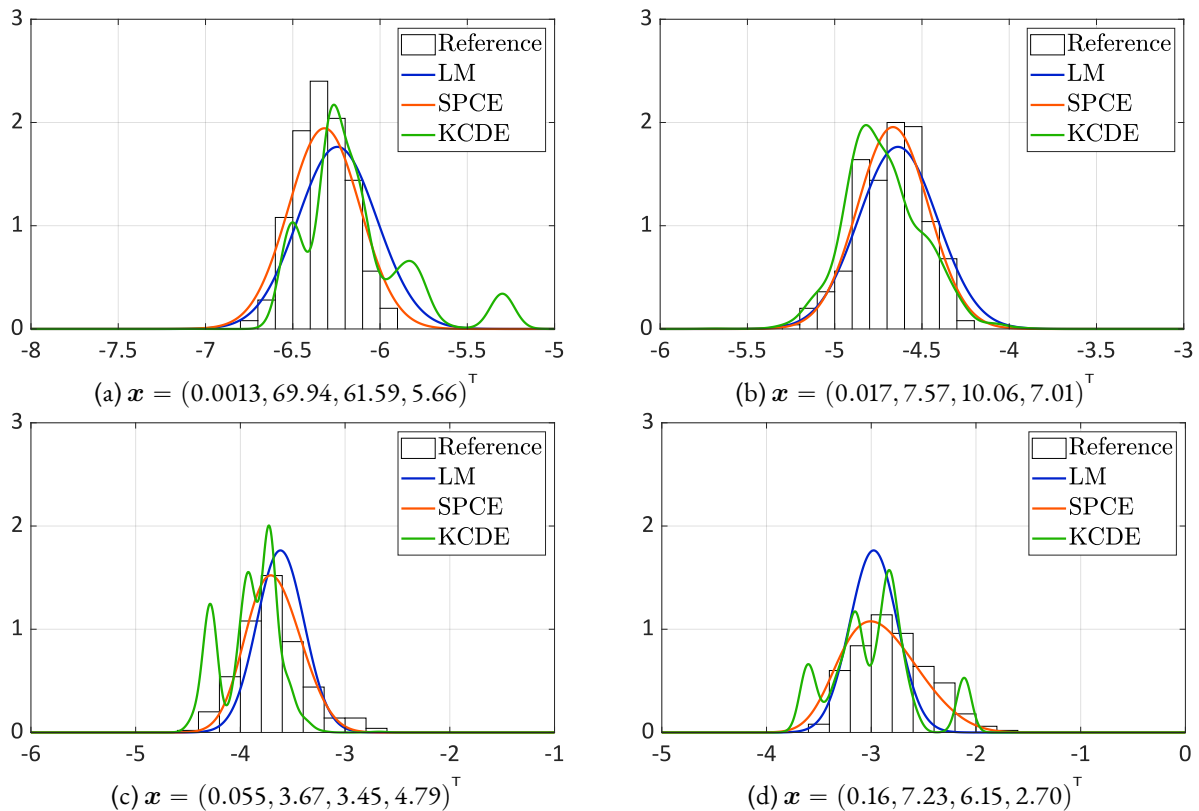 3
2
1
0
-8
-7.5
-7
-6.5
-6
-5.5
-5
Reference
LM
SPCE
KCDE
(a) x = (0.0013, 69.94, 61.59, 5.66)ᵀ
3
2
1
0
-6
-5.5
-5
-4.5
-4
-3.5
-3
Reference
LM
SPCE
KCDE
(b) x = (0.017, 7.57, 10.06, 7.01)ᵀ
3
2
1
0
-6
-5
-4
-3
-2
-1
Reference
LM
SPCE
KCDE
(c) x = (0.055, 3.67, 3.45, 4.79)ᵀ
3
2
1
0
-5
-4
-3
-2
-1
0
Reference
LM
SPCE
KCDE
(d) x = (0.16, 7.23, 6.15, 2.70)ᵀ